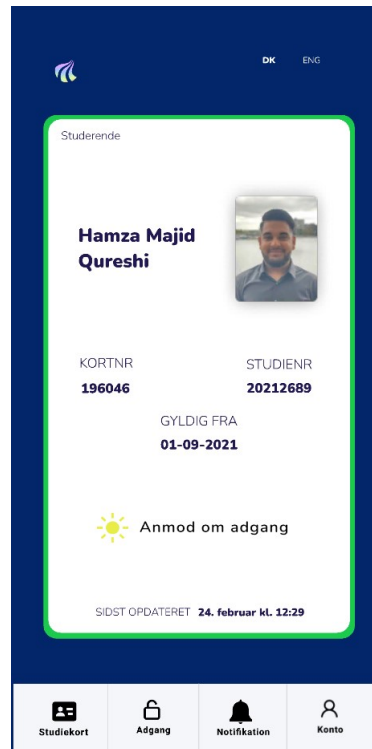 DK ENG
Studerende
Hamza Majid
Qureshi
KORTNR STUDIENR
196046 20212689
GYLDIG FRA
01-09-2021
Anmod om adgang
SIDST OPDATERET 24. februar kl. 12:29
Studiekort Adgang Notifikation Konto